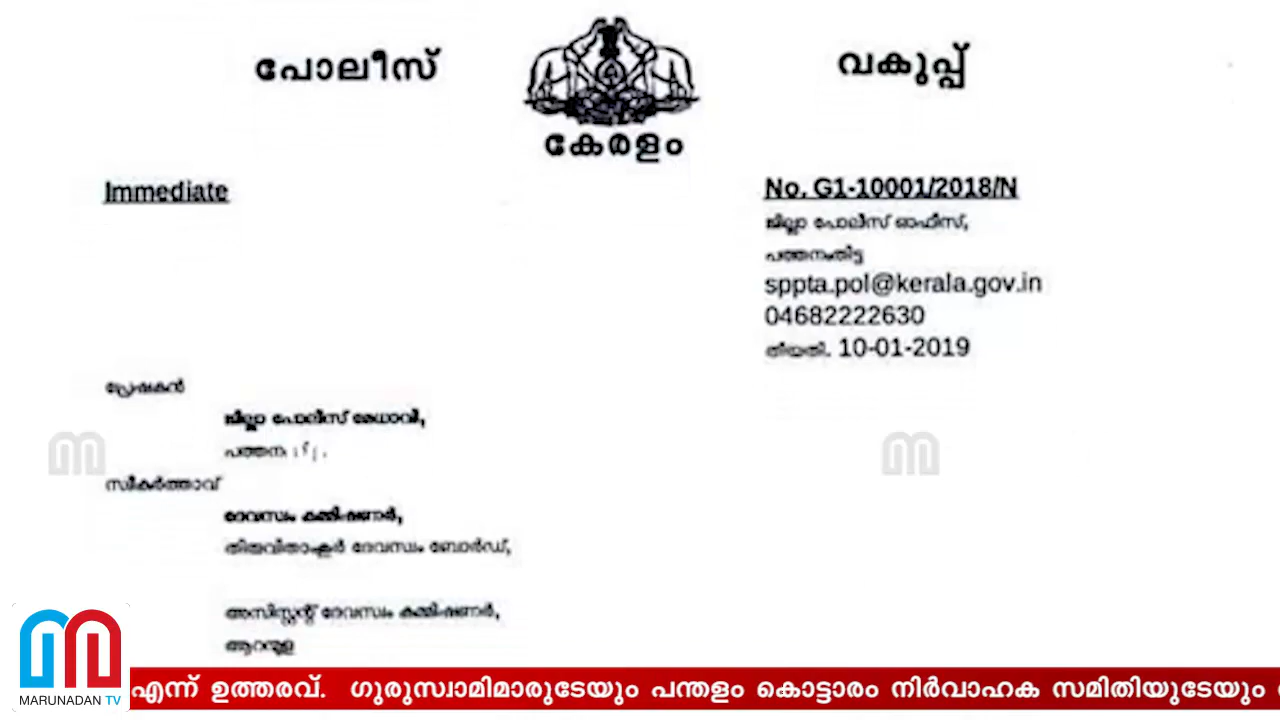 പോലീസ് വകുപ്പ്
കേരളം
Immediate
No. G1-10001/2018/N
ജില്ലാ പോലീസ് ഓഫീസ്,
പത്തനംതിട്ട
sppta.pol@kerala.gov.in
04682222630
തീയതി. 10-01-2019
പ്രേഷകൻ
ജില്ലാ പോലീസ് മേധാവി,
സ്വീകർത്താവ്
ദേവസ്വം കമ്മീഷണർ,
തിരുവിതാംകൂർ ദേവസ്വം ബോർഡ്,
അസിസ്റ്റന്റ് ദേവസ്വം കമ്മീഷണർ,
ആറന്മുള
MARUNADAN TV
എന്ന് ഉത്തരവ്. ഗുരുസ്വാമിമാരുടേയും പന്തളം കൊട്ടാരം നിർവാഹക സമിതിയുടേയും